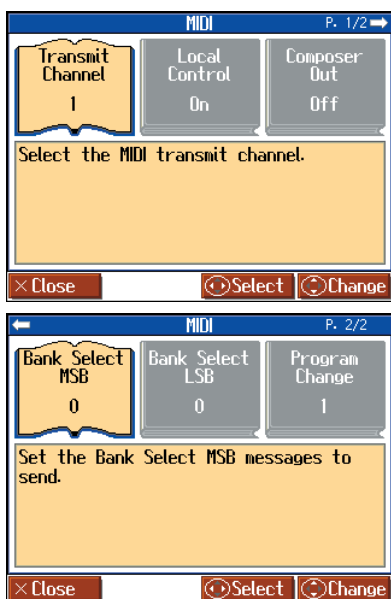 MIDI P. 1/2
Transmit Channel
1
Local Control
On
Composer Out
Off
Select the MIDI transmit channel.
× Close Select Change
MIDI P. 2/2
Bank Select MSB
0
Bank Select LSB
0
Program Change
1
Set the Bank Select MSB messages to
send.
× Close Select Change